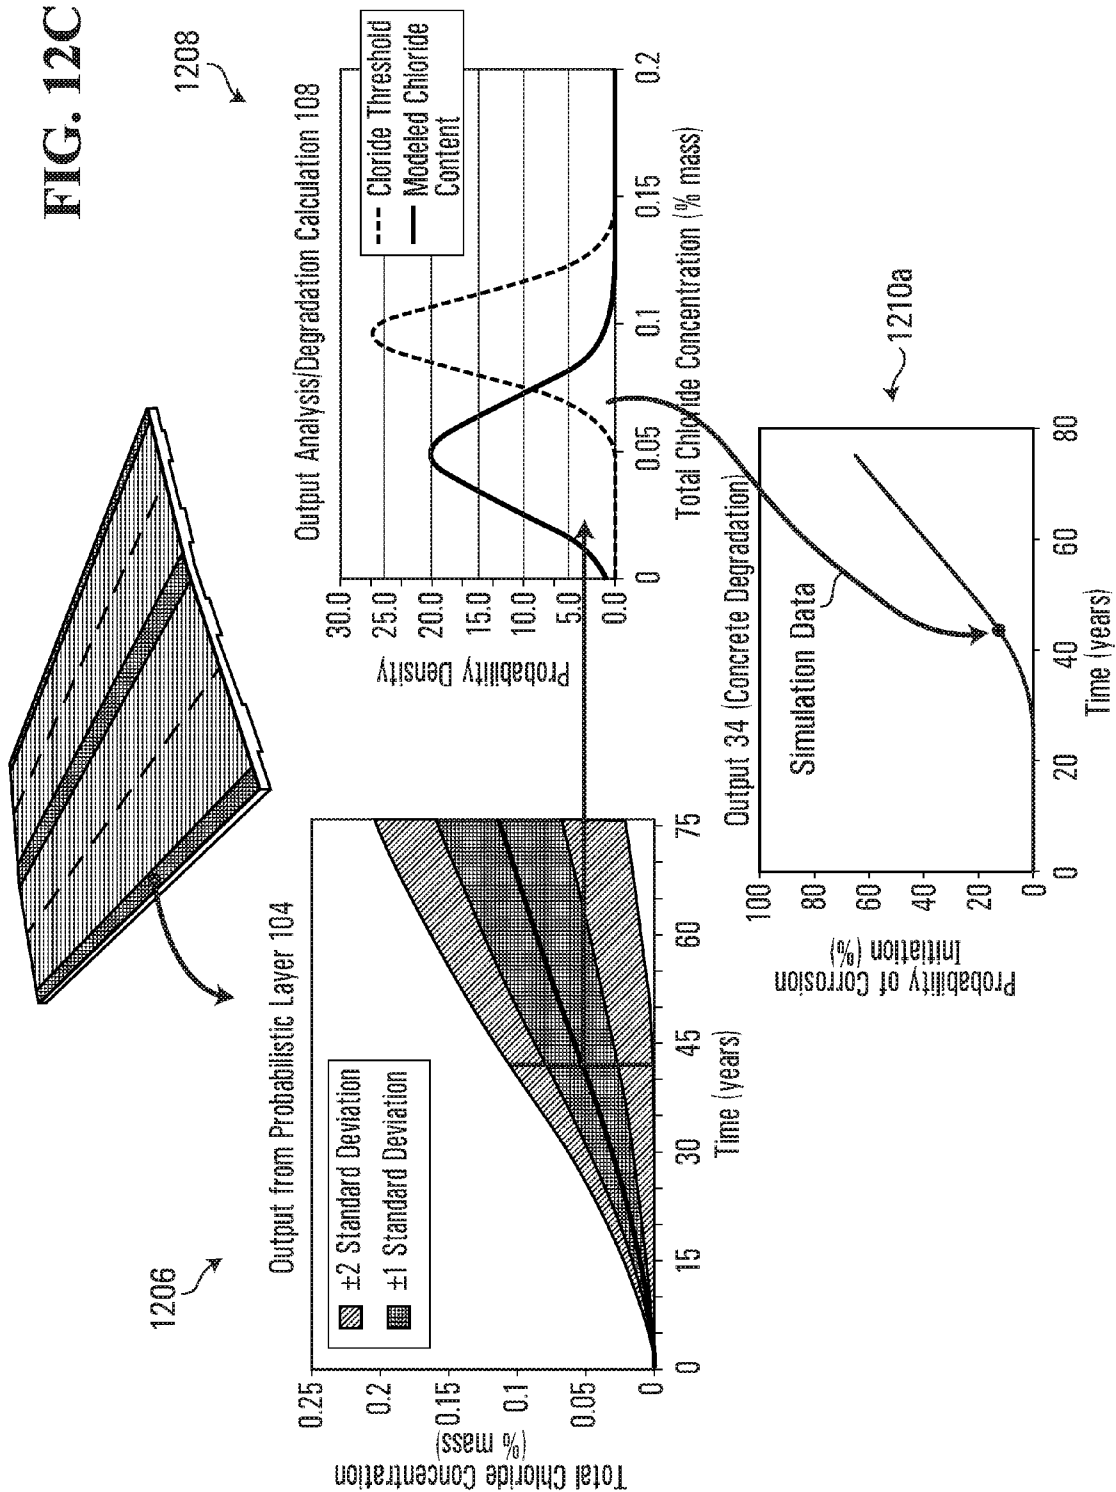 FIG. 12C
1206
Output from Probabilistic Layer 104
±2 Standard Deviation
±1 Standard Deviation
Total Chloride Concentration
(% mass)
0.25
0.2
0.15
0.1
0.05
0
0
15
30
45
60
75
Time (years)
1208
Output Analysis/Degradation Calculation 108
Cloride Threshold
Modeled Chloride
Content
Probability Density
30.0
25.0
20.0
15.0
10.0
5.0
0.0
0
0.05
0.1
0.15
0.2
Total Chloride Concentration (% mass)
1210a
Output 34 (Concrete Degradation)
Simulation Data
Probability of Corrosion
Initiation (%)
100
80
60
40
20
0
0
20
40
60
80
Time (years)